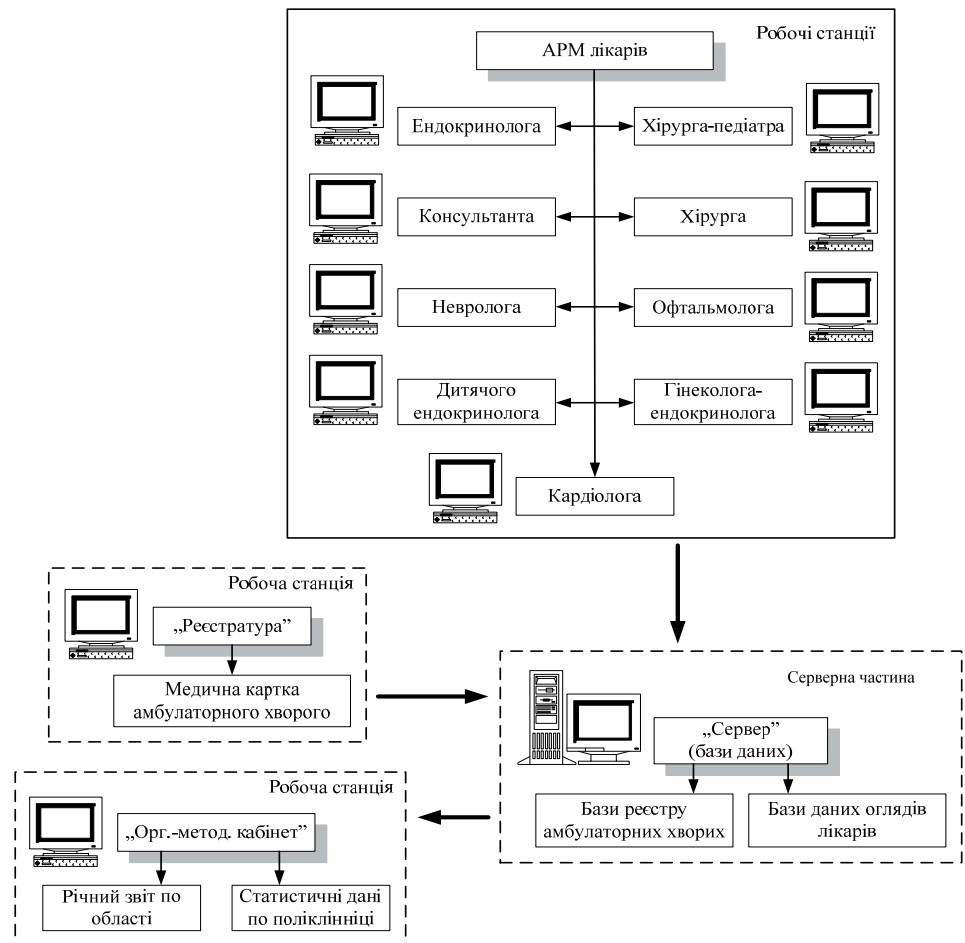 Робочі станції
АРМ лікарів
Ендокринолога
Хірурга-педіатра
Консультанта
Хірурга
Невролога
Офтальмолога
Дитячого
ендокринолога
Гінеколога-
ендокринолога
Кардіолога
Робоча станція
„Реєстратура”
Медична картка
амбулаторного хворого
Серверна частина
„Сервер”
(бази даних)
Бази реєстру
амбулаторних хворих
Бази даних оглядів
лікарів
Робоча станція
„Орг.-метод. кабінет”
Річний звіт по
області
Статистичні дані
по поліклінніці